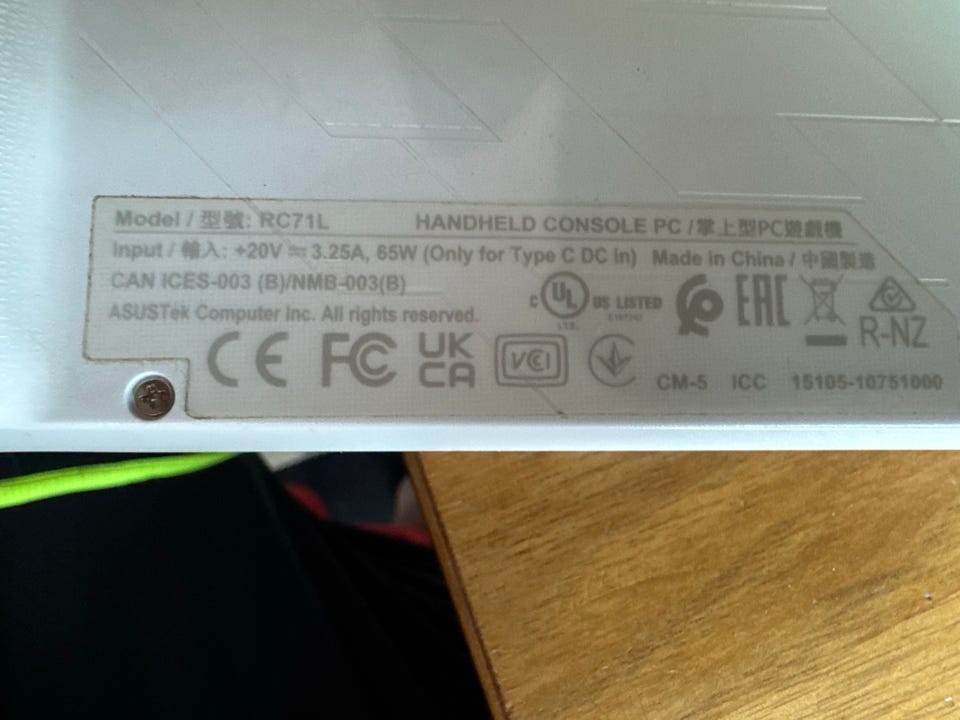 Model / 型號: RC71L HANDHELD CONSOLE PC / 掌上型PC遊戲機
Input / 輸入: +20V ⎓ 3.25A, 65W (Only for Type C DC in) Made in China / 中國製造
CAN ICES-003 (B)/NMB-003(B)
C UL US LISTED
I.T.E.
EAC
R-NZ
ASUSTek Computer Inc. All rights reserved.
CE FC UK CA VCI
CM-5 ICC 15105-10751000